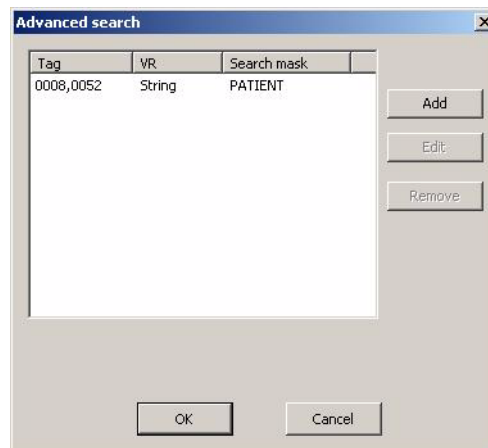 Advanced search
Tag VR Search mask
0008,0052 String PATIENT
Add
Edit
Remove
OK Cancel